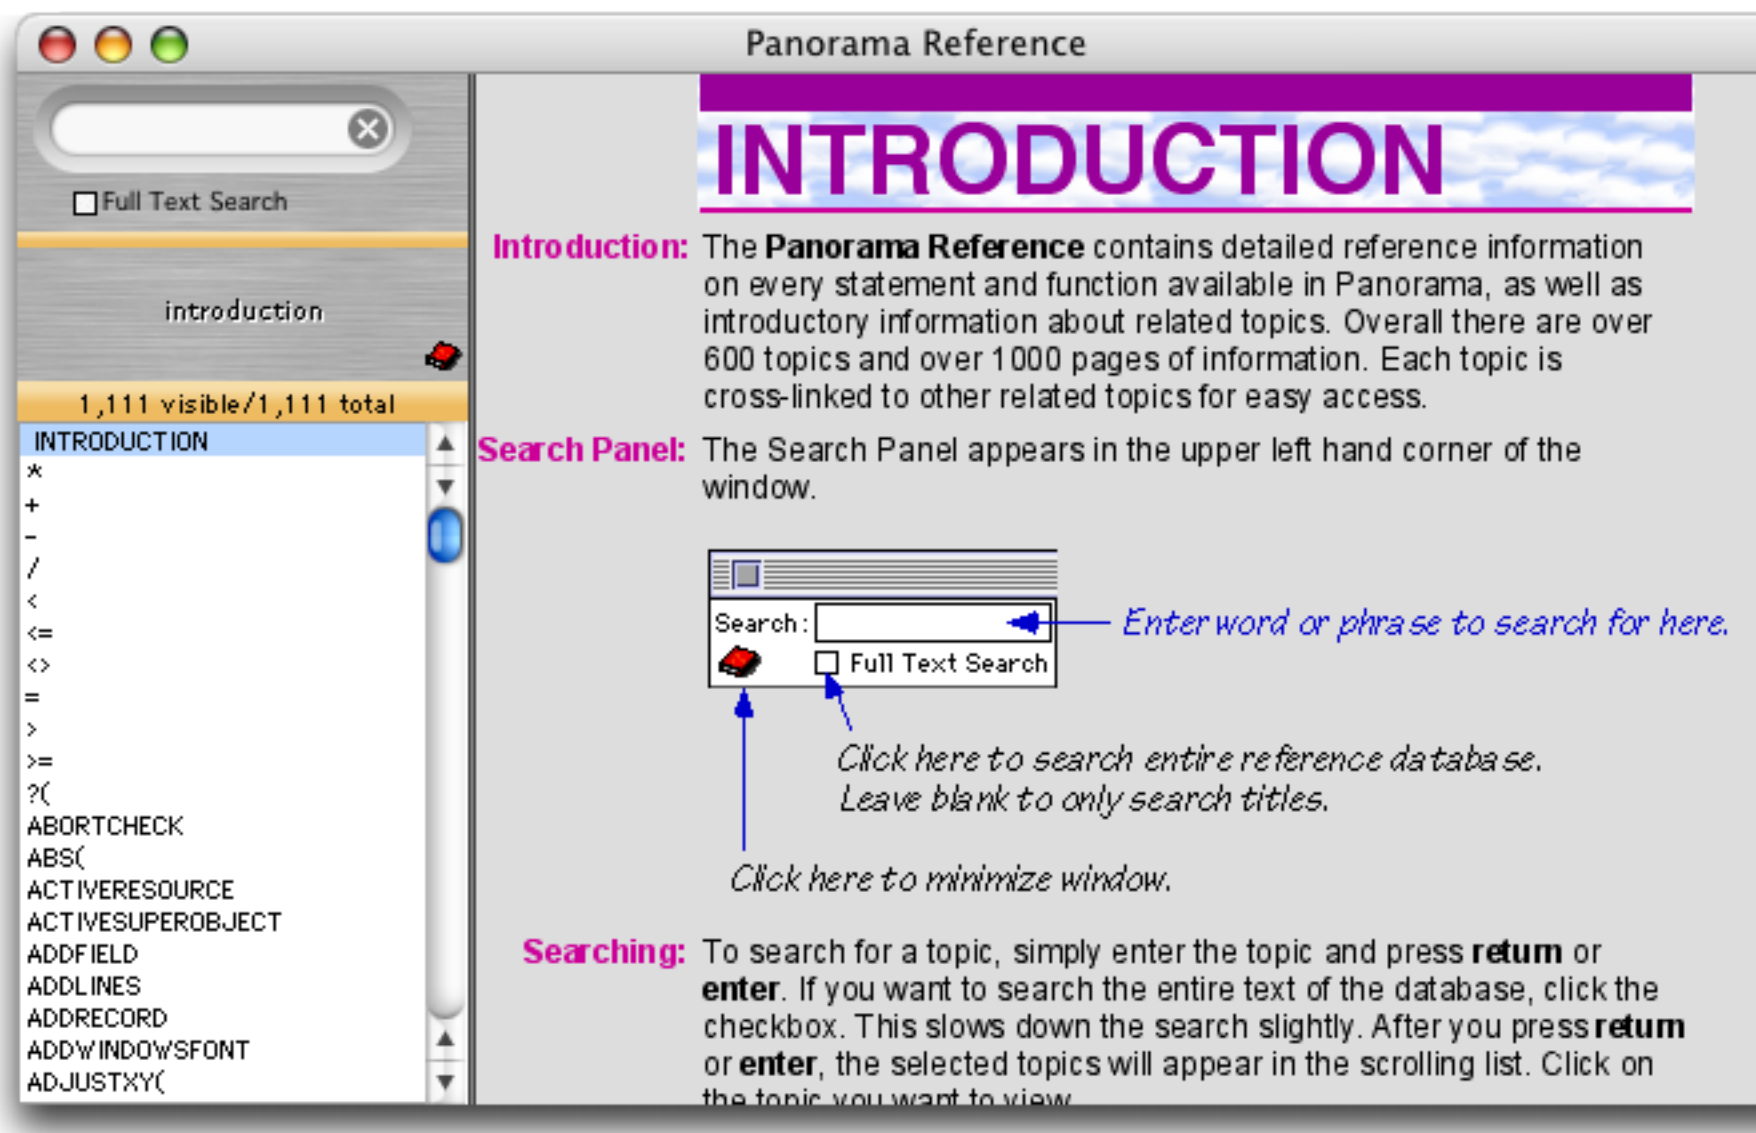 Panorama Reference
Full Text Search
introduction
1,111 visible/1,111 total
INTRODUCTION
*
+
-
/
<
<=
<>
=
>
>=
?(
ABORTCHECK
ABS(
ACTIVERESOURCE
ACTIVESUPEROBJECT
ADDFIELD
ADDLINES
ADDRECORD
ADDWINDOWSFONT
ADJUSTXY(
INTRODUCTION
Introduction: The Panorama Reference contains detailed reference information
on every statement and function available in Panorama, as well as
introductory information about related topics. Overall there are over
600 topics and over 1000 pages of information. Each topic is
cross-linked to other related topics for easy access.
Search Panel: The Search Panel appears in the upper left hand corner of the
window.
Search:
Enter word or phrase to search for here.
Full Text Search
Click here to search entire reference database.
Leave blank to only search titles.
Click here to minimize window.
Searching: To search for a topic, simply enter the topic and press return or
enter. If you want to search the entire text of the database, click the
checkbox. This slows down the search slightly. After you press return
or enter, the selected topics will appear in the scrolling list. Click on
the topic you want to view.